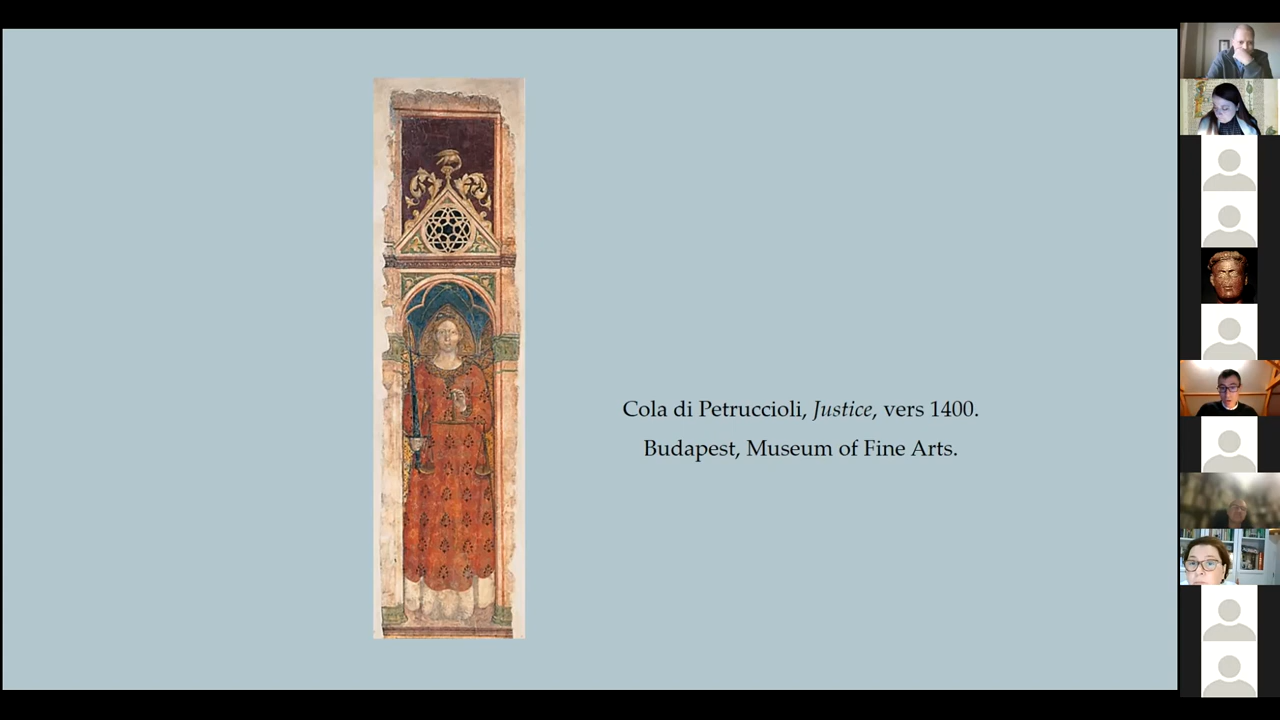 Cola di Petruccioli, Justice, vers 1400.
Budapest, Museum of Fine Arts.